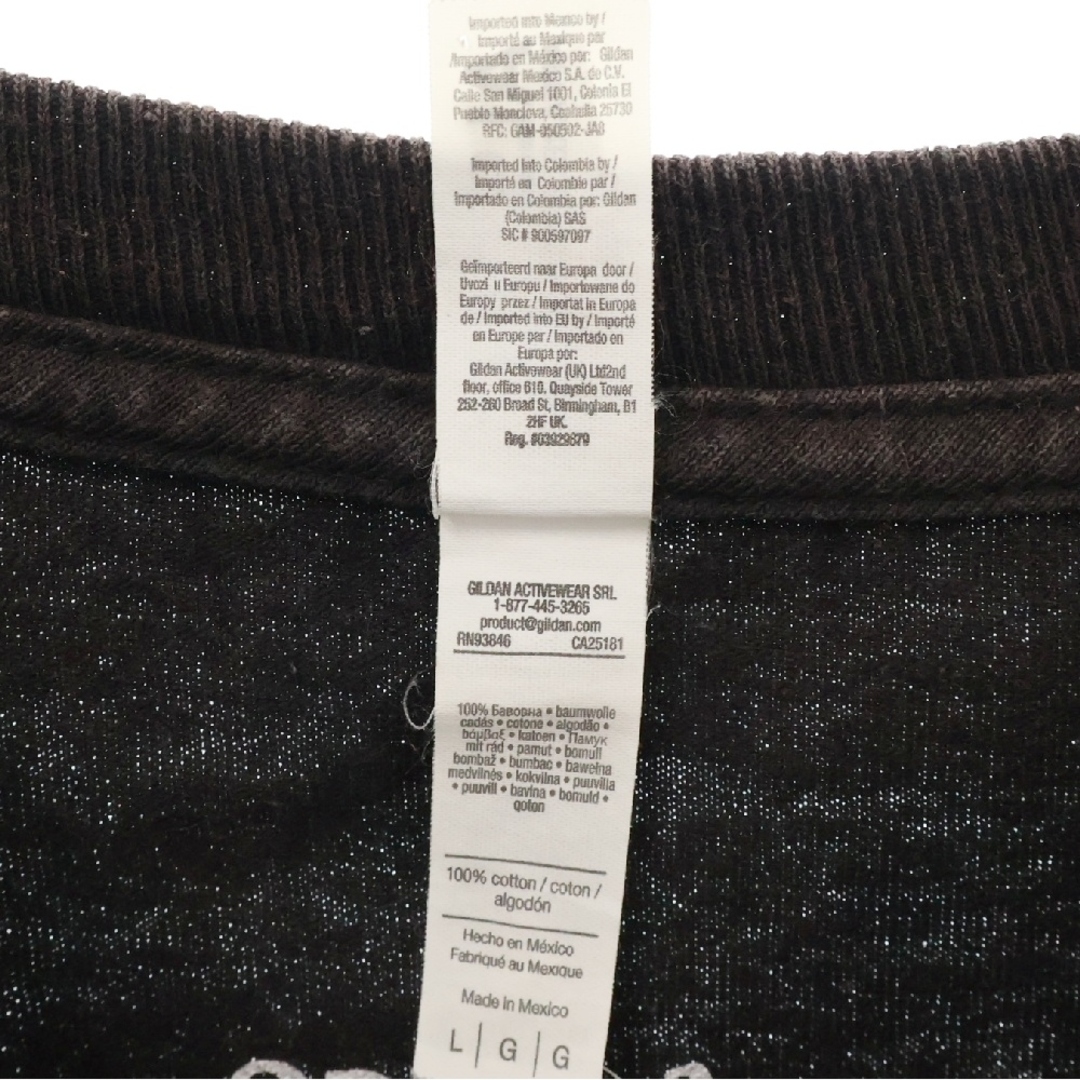 Imported into Mexico by /
Importé au Mexique par
/Importado en México por: Gildan
Activewear Mexico S.A. de C.V.
Calle San Miguel 1001, Colonia El
Pueblo Monclova, Coahuila 25730
RFC: GAM-050502-JA8
Imported Into Colombia by /
Importé en Colombie par /
Importado en Colombia por: Gildan
(Colombia) SAS
SIC # 900597097
Geïmporteerd naar Europa door /
Uvozi u Europu / Importowane do
Europy przez / Importat in Europa
de / Imported into EU by / Importé
en Europe par / Importado en
Europa por:
Gildan Activewear (UK) Ltd2nd
floor, office 610. Quayside Tower
252-260 Broad St, Birmingham, B1
2HF UK.
Reg. #03929879
GILDAN ACTIVEWEAR SRL
1-877-445-3265
product@gildan.com
RN93846 CA25181
100% Бавовна • baumwolle
cadás • cotone • algodão •
βαμβαξ • katoen • Памук
mit rád • pamut • bomull
bombaž • bumbac • bawełna
medvilnės • kokvilna • puuvilla
• puuvill • bavlna • bomuld •
qoton
100% cotton / coton /
algodón
Hecho en México
Fabriqué au Mexique
Made in Mexico
L | G | G